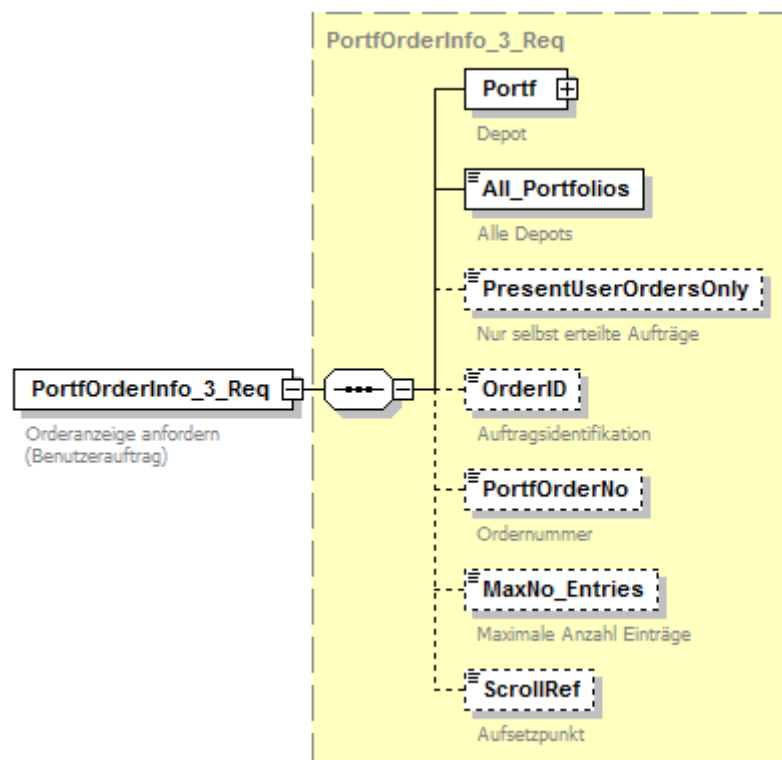 PortfOrderInfo_3_Req
Portf
Depot
All_Portfolios
Alle Depots
PresentUserOrdersOnly
Nur selbst erteilte Aufträge
PortfOrderInfo_3_Req
Orderanzeige anfordern
(Benutzerauftrag)
OrderID
Auftragsidentifikation
PortfOrderNo
Ordernummer
MaxNo_Entries
Maximale Anzahl Einträge
ScrollRef
Aufsetzpunkt